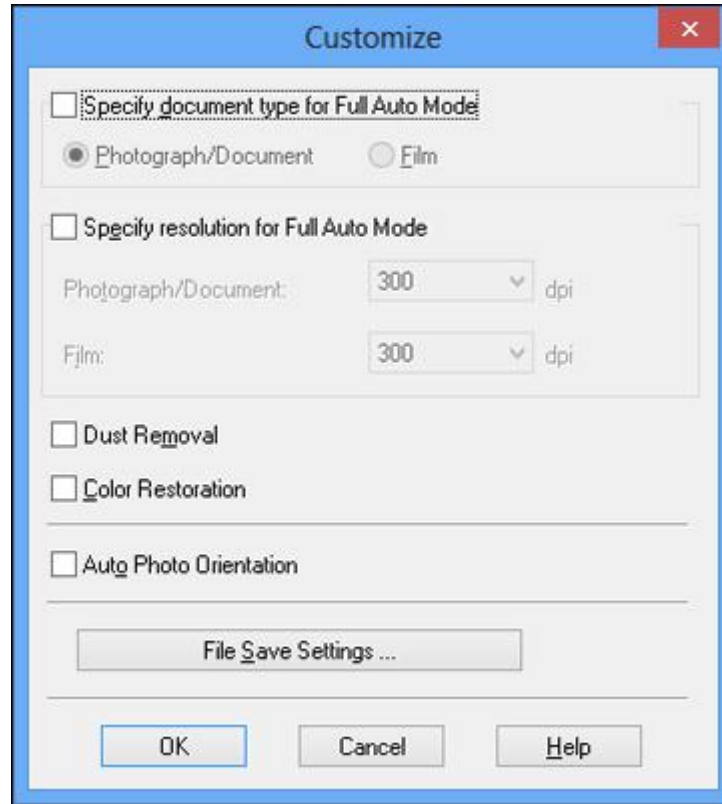 Customize
Specify document type for Full Auto Mode
Photograph/Document Film
Specify resolution for Full Auto Mode
Photograph/Document: 300 dpi
Film: 300 dpi
Dust Removal
Color Restoration
Auto Photo Orientation
File Save Settings ...
OK Cancel Help